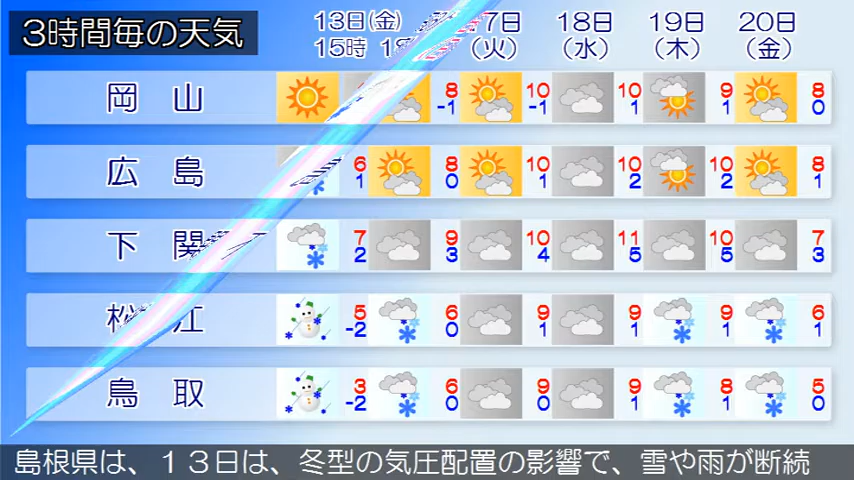 3時間毎の天気
13日(金) 7日 18日 19日 20日
15時 18 (火) (水) (木) (金)
岡 山 8 -1 10 -1 10 1 9 1 8 0
広 島 6 1 8 0 10 1 10 2 10 2 8 1
下 関 7 2 9 3 10 4 11 5 10 5 7 3
松 江 5 -2 6 0 9 1 9 1 9 1 6 1
鳥 取 3 -2 6 0 9 0 9 1 8 1 5 0
島根県は、１３日は、冬型の気圧配置の影響で、雪や雨が断続